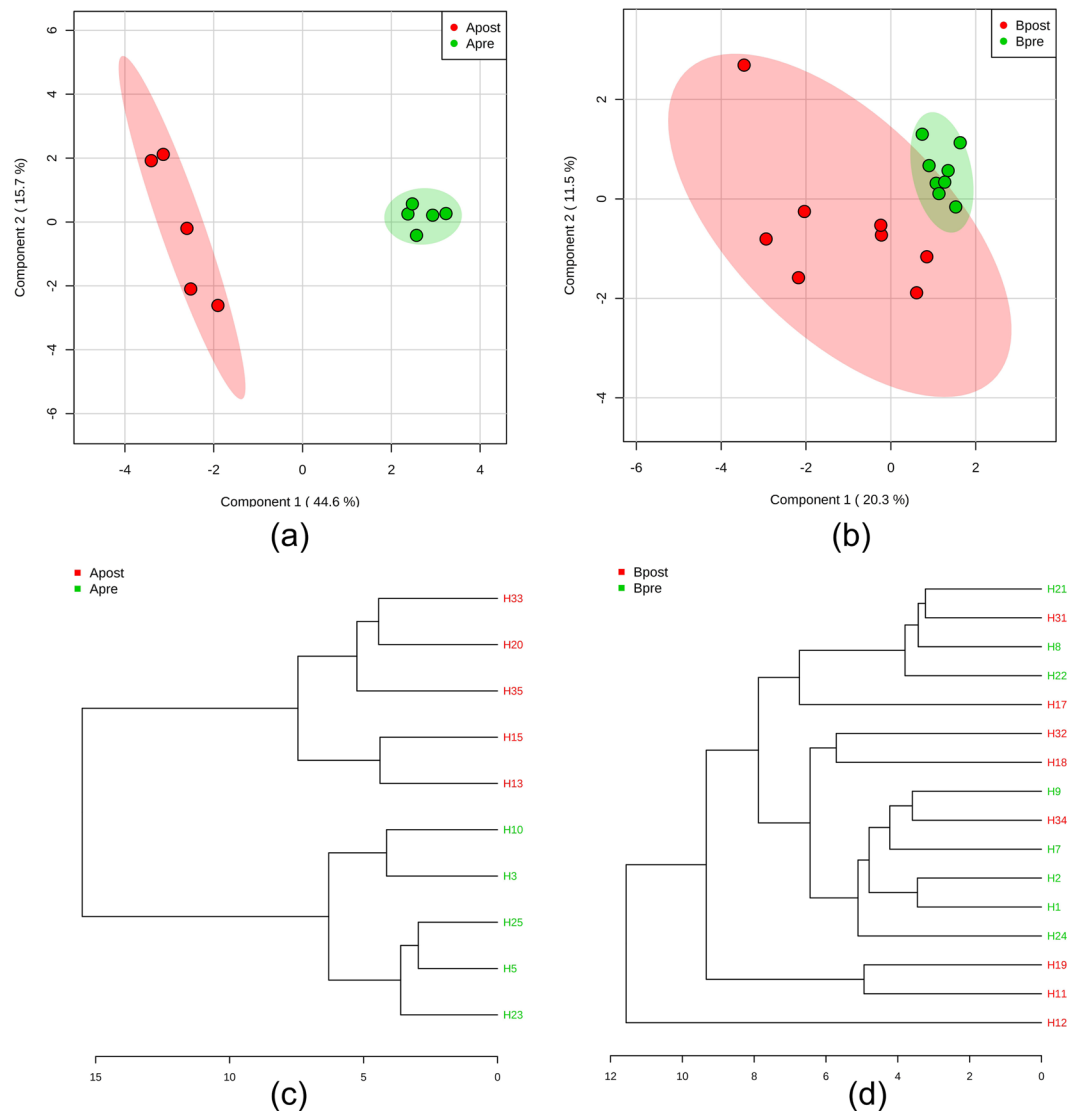 Apost
Apre
6
4
2
0
-2
-4
-6
Component 2 ( 15.7 %)
-4
-2
0
2
4
Component 1 ( 44.6 %)
(a)
Bpost
Bpre
2
0
-2
-4
Component 2 ( 11.5 %)
-6
-4
-2
0
2
Component 1 ( 20.3 %)
(b)
Apost
Apre
H33
H20
H35
H15
H13
H10
H3
H25
H5
H23
15
10
5
0
(c)
Bpost
Bpre
H21
H31
H8
H22
H17
H32
H18
H9
H34
H7
H2
H1
H24
H19
H11
H12
12
10
8
6
4
2
0
(d)